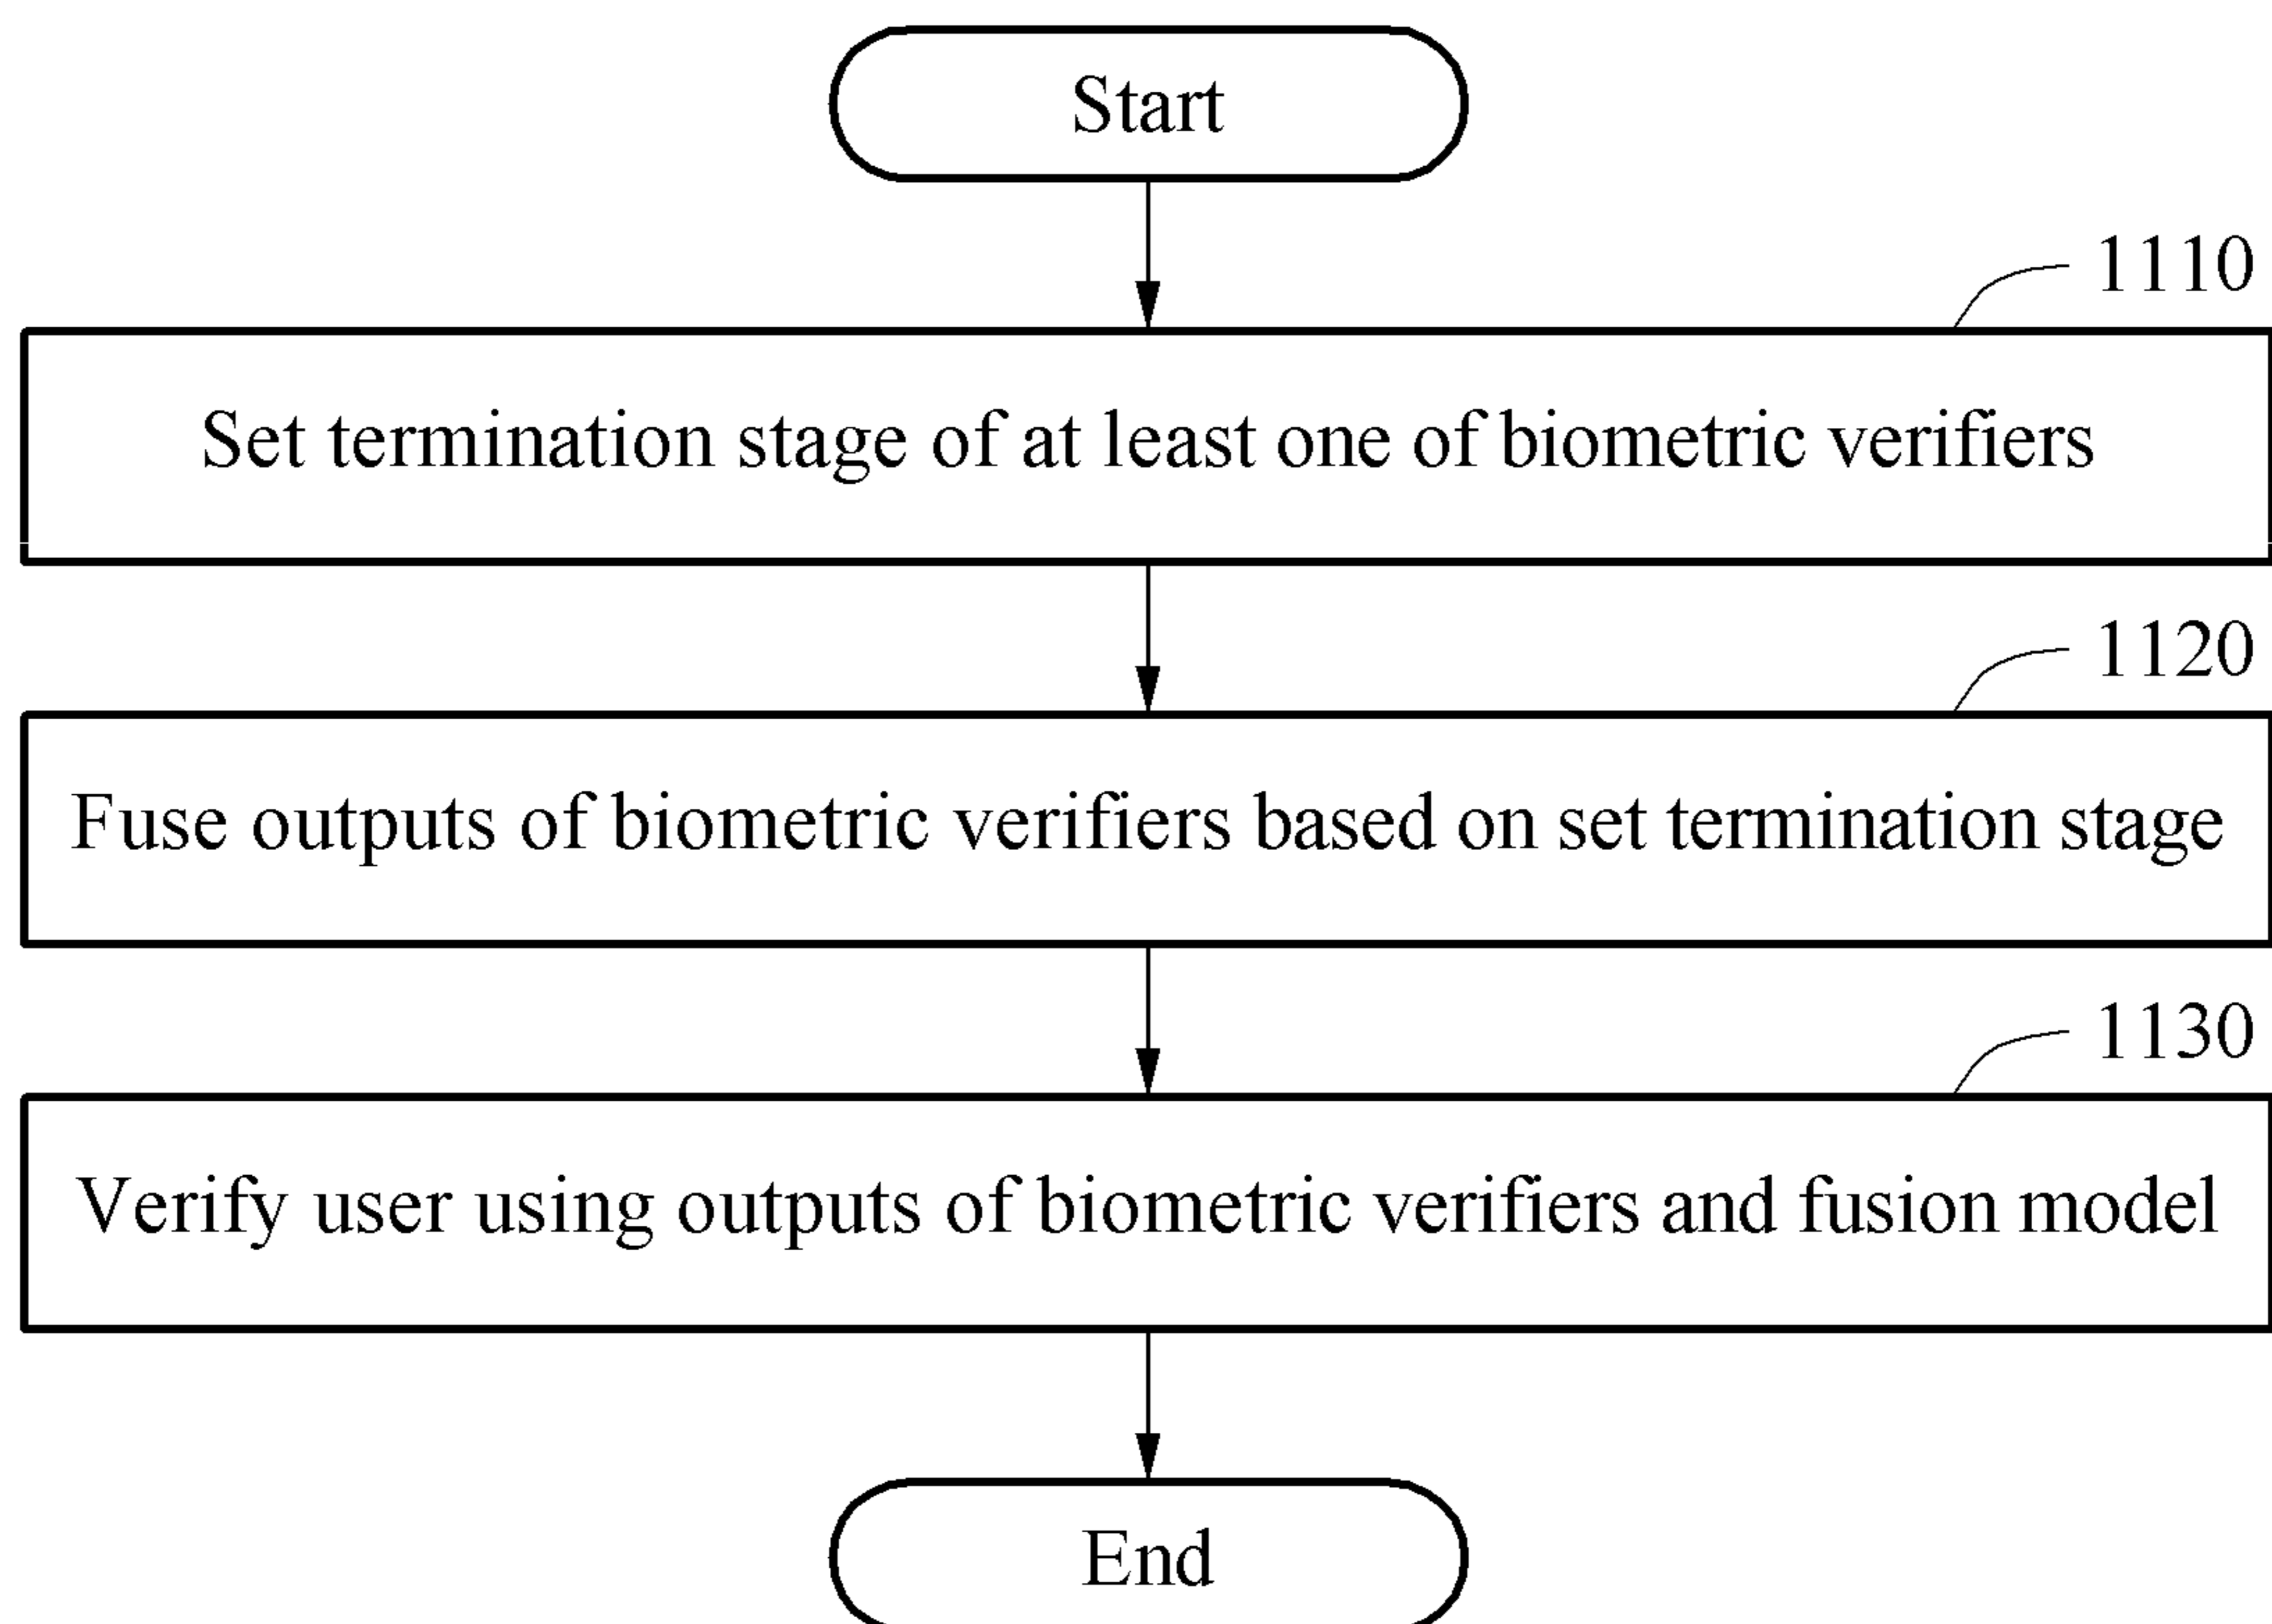 Start
1110
Set termination stage of at least one of biometric verifiers
1120
Fuse outputs of biometric verifiers based on set termination stage
1130
Verify user using outputs of biometric verifiers and fusion model
End